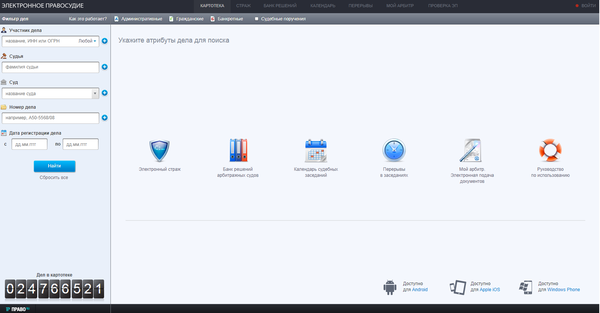 ЭЛЕКТРОННОЕ ПРАВОСУДИЕ
КАРТОТЕКА СТРАЖ БАНК РЕШЕНИЙ КАЛЕНДАРЬ ПЕРЕРЫВЫ МОЙ АРБИТР ПРОВЕРКА ЭП ВОЙТИ
Фильтр дел Как это работает? Административные Гражданские Банкротные Судебные поручения
Участник дела
название, ИНН или ОГРН Любой
Судья
фамилия судьи
Суд
название суда
Номер дела
например, А50-5568/08
Дата регистрации дела
с дд.мм.гггг по дд.мм.гггг
Найти
Сбросить все
Укажите атрибуты дела для поиска
Электронный страж
Банк решений
арбитражных судов
Календарь судебных
заседаний
Перерывы
в заседаниях
Мой арбитр
Электронная подача
документов
Руководство
по использованию
Дел в картотеке
024766521
Доступно
для Android
Доступно
для Apple iOS
Доступно
для Windows Phone
ПРАВО